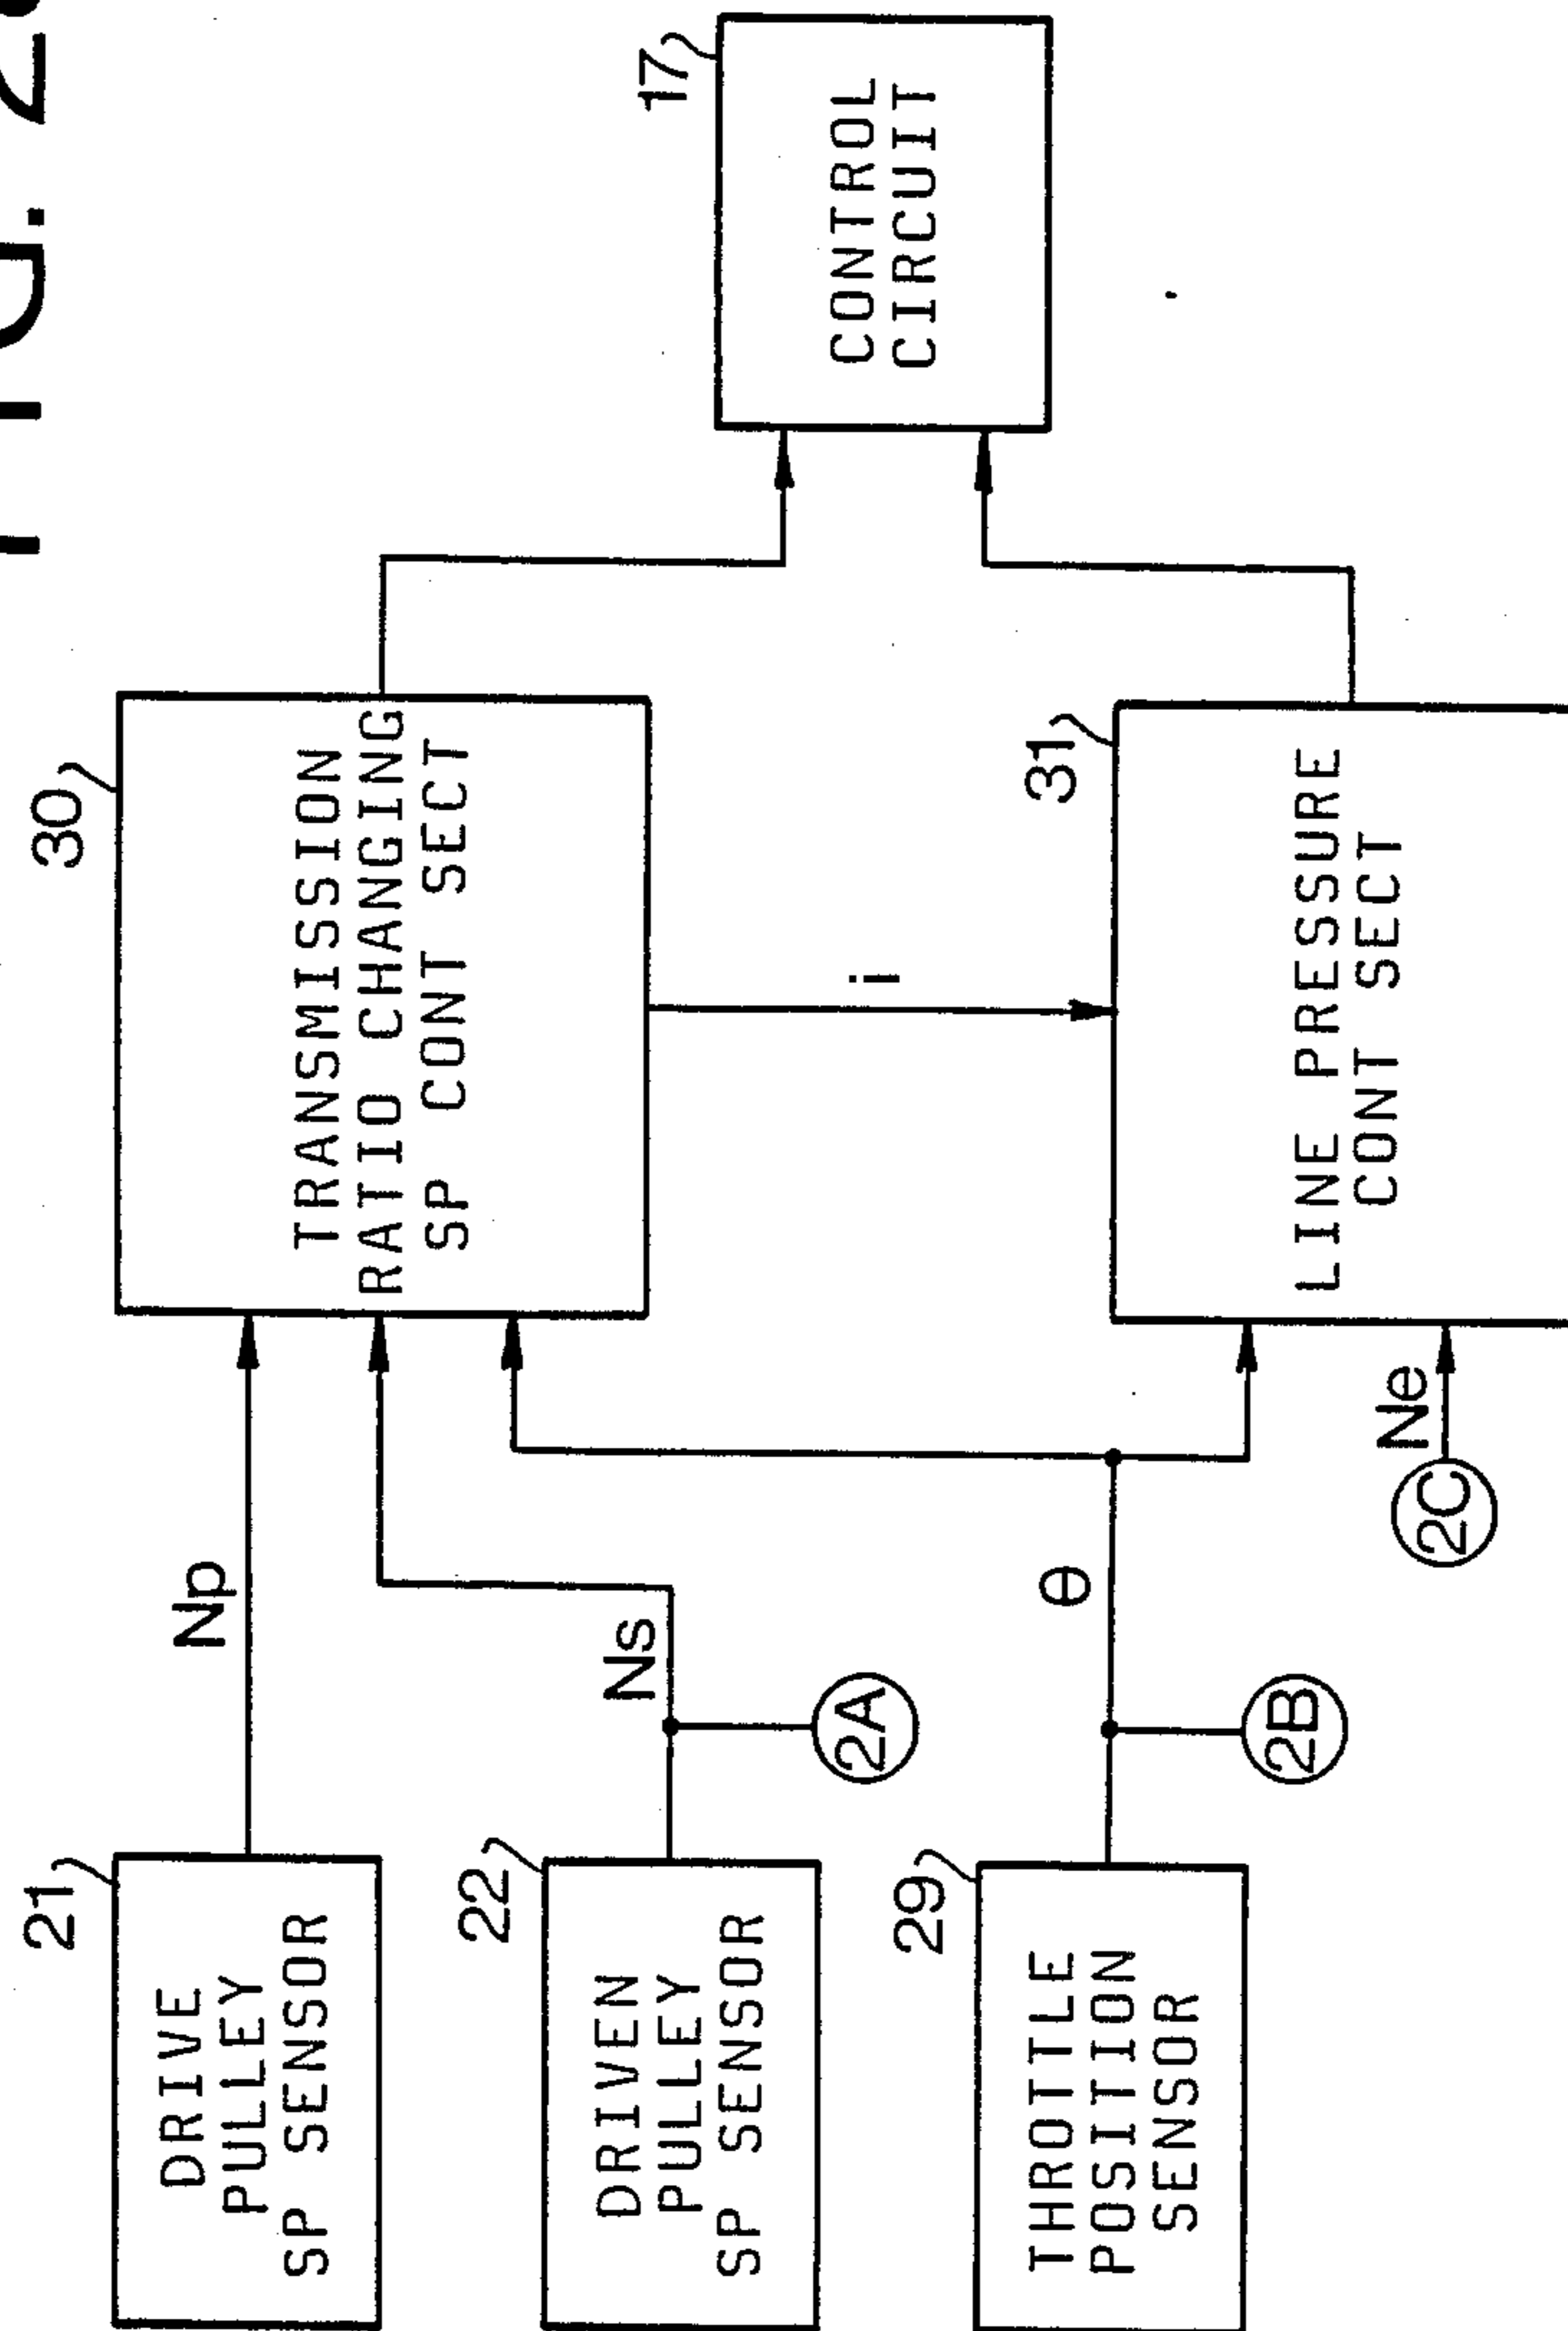 FIG. 2
21
DRIVE
PULLEY
SP SENSOR
Np
22
DRIVEN
PULLEY
SP SENSOR
Ns
2A
29
THROTTLE
POSITION
SENSOR
θ
2B
30
TRANSMISSION
RATIO CHANGING
SP CONT SECT
i
31
LINE PRESSURE
CONT SECT
Ne
2C
17
CONTROL
CIRCUIT